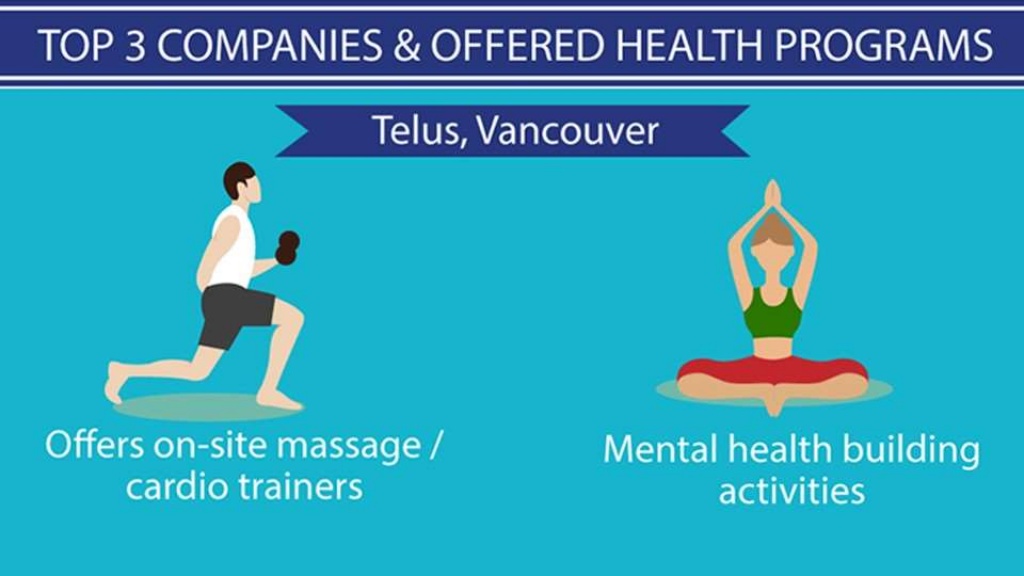 TOP 3 COMPANIES & OFFERED HEALTH PROGRAMS
Telus, Vancouver
Offers on-site massage /
cardio trainers
Mental health building
activities